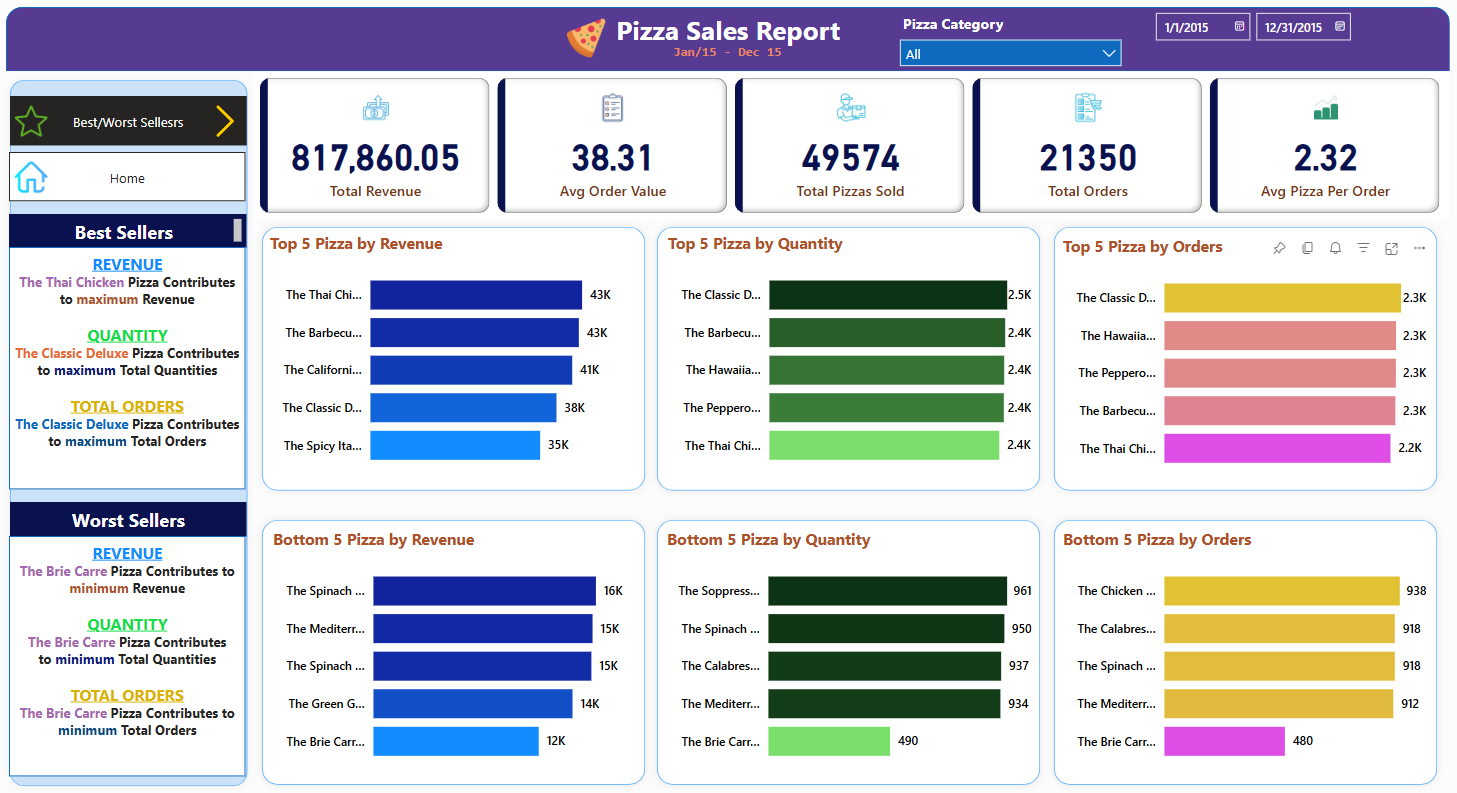 Pizza Sales Report
Jan/15 - Dec 15
Pizza Category
All
1/1/2015
12/31/2015
Best/Worst Sellesrs
Home
Best Sellers
REVENUE
The Thai Chicken Pizza Contributes
to maximum Revenue
QUANTITY
The Classic Deluxe Pizza Contributes
to maximum Total Quantities
TOTAL ORDERS
The Classic Deluxe Pizza Contributes
to maximum Total Orders
Worst Sellers
REVENUE
The Brie Carre Pizza Contributes to
minimum Revenue
QUANTITY
The Brie Carre Pizza Contributes
to minimum Total Quantities
TOTAL ORDERS
The Brie Carre Pizza Contributes to
minimum Total Orders
817,860.05
Total Revenue
38.31
Avg Order Value
49574
Total Pizzas Sold
21350
Total Orders
2.32
Avg Pizza Per Order
Top 5 Pizza by Revenue
The Thai Chi... 43K
The Barbecu... 43K
The Californi... 41K
The Classic D... 38K
The Spicy Ita... 35K
Top 5 Pizza by Quantity
The Classic D... 2.5K
The Barbecu... 2.4K
The Hawaiia... 2.4K
The Peppero... 2.4K
The Thai Chi... 2.4K
Top 5 Pizza by Orders
The Classic D... 2.3K
The Hawaiia... 2.3K
The Peppero... 2.3K
The Barbecu... 2.3K
The Thai Chi... 2.2K
Bottom 5 Pizza by Revenue
The Spinach ... 16K
The Mediterr... 15K
The Spinach ... 15K
The Green G... 14K
The Brie Carr... 12K
Bottom 5 Pizza by Quantity
The Soppress... 961
The Spinach ... 950
The Calabres... 937
The Mediterr... 934
The Brie Carr... 490
Bottom 5 Pizza by Orders
The Chicken ... 938
The Calabres... 918
The Spinach ... 918
The Mediterr... 912
The Brie Carr... 480